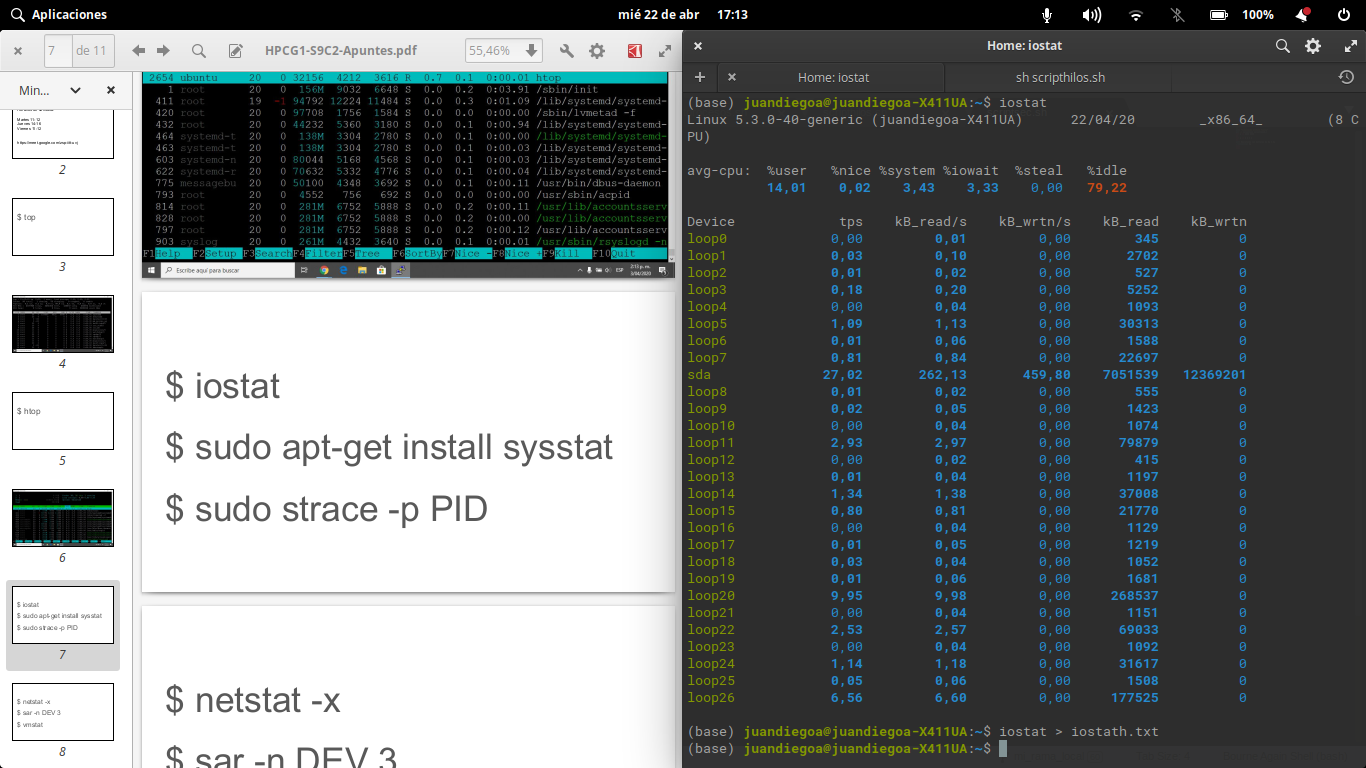 Aplicaciones
mié 22 de abr 17:13
100%
7 de 11
HPCG1-S9C2-Apuntes.pdf
55,46%
Min...
2
$ top
3
4
$ htop
5
6
$ iostat
$ sudo apt-get install sysstat
$ sudo strace -p PID
7
$ netstat -x
$ sar -n DEV 3
$ vmstat
8
2654 ubuntu 20 0 32156 4212 3616 R 0.7 0.1 0:00.01 htop
1 root 20 0 156M 9032 6648 S 0.0 0.2 0:03.91 /sbin/init
411 root 19 -1 94792 12224 11484 S 0.0 0.3 0:01.09 /lib/systemd/systemd-
420 root 20 0 97708 1756 1584 S 0.0 0.0 0:00.00 /sbin/lvmetad -f
432 root 20 0 44232 5360 3180 S 0.0 0.1 0:00.94 /lib/systemd/systemd-
464 systemd-t 20 0 138M 3304 2780 S 0.0 0.1 0:00.00 /lib/systemd/systemd-
463 systemd-t 20 0 138M 3304 2780 S 0.0 0.1 0:00.03 /lib/systemd/systemd-
603 systemd-n 20 0 80044 5168 4568 S 0.0 0.1 0:00.03 /lib/systemd/systemd-
622 systemd-r 20 0 70632 5332 4776 S 0.0 0.1 0:00.04 /lib/systemd/systemd-
775 messagebu 20 0 50100 4348 3692 S 0.0 0.1 0:00.11 /usr/bin/dbus-daemon
793 root 20 0 4552 756 692 S 0.0 0.0 0:00.00 /usr/sbin/acpid
814 root 20 0 281M 6752 5888 S 0.0 0.2 0:00.11 /usr/lib/accountsserv
828 root 20 0 281M 6752 5888 S 0.0 0.2 0:00.00 /usr/lib/accountsserv
797 root 20 0 281M 6752 5888 S 0.0 0.2 0:00.12 /usr/lib/accountsserv
903 syslog 20 0 261M 4432 3640 S 0.0 0.1 0:00.01 /usr/sbin/rsyslogd -n
F1Help F2Setup F3SearchF4FilterF5Tree F6SortByF7Nice -F8Nice +F9Kill F10Quit
Escribe aquí para buscar
$ iostat
$ sudo apt-get install sysstat
$ sudo strace -p PID
$ netstat -x
$ sar -n DEV 3
Home: iostat
Home: iostat sh scripthilos.sh
(base) juandiegoa@juandiegoa-X411UA:~$ iostat
Linux 5.3.0-40-generic (juandiegoa-X411UA) 22/04/20 _x86_64_ (8 C
PU)
avg-cpu: %user %nice %system %iowait %steal %idle
14,01 0,02 3,43 3,33 0,00 79,22
Device tps kB_read/s kB_wrtn/s kB_read kB_wrtn
loop0 0,00 0,01 0,00 345 0
loop1 0,03 0,10 0,00 2702 0
loop2 0,01 0,02 0,00 527 0
loop3 0,18 0,20 0,00 5252 0
loop4 0,00 0,04 0,00 1093 0
loop5 1,09 1,13 0,00 30313 0
loop6 0,01 0,06 0,00 1588 0
loop7 0,81 0,84 0,00 22697 0
sda 27,02 262,13 459,80 7051539 12369201
loop8 0,01 0,02 0,00 555 0
loop9 0,02 0,05 0,00 1423 0
loop10 0,00 0,04 0,00 1074 0
loop11 2,93 2,97 0,00 79879 0
loop12 0,00 0,02 0,00 415 0
loop13 0,01 0,04 0,00 1197 0
loop14 1,34 1,38 0,00 37008 0
loop15 0,80 0,81 0,00 21770 0
loop16 0,00 0,04 0,00 1129 0
loop17 0,01 0,05 0,00 1219 0
loop18 0,03 0,04 0,00 1052 0
loop19 0,01 0,06 0,00 1681 0
loop20 9,95 9,98 0,00 268537 0
loop21 0,00 0,04 0,00 1151 0
loop22 2,53 2,57 0,00 69033 0
loop23 0,00 0,04 0,00 1092 0
loop24 1,14 1,18 0,00 31617 0
loop25 0,05 0,06 0,00 1508 0
loop26 6,56 6,60 0,00 177525 0
(base) juandiegoa@juandiegoa-X411UA:~$ iostat > iostath.txt
(base) juandiegoa@juandiegoa-X411UA:~$